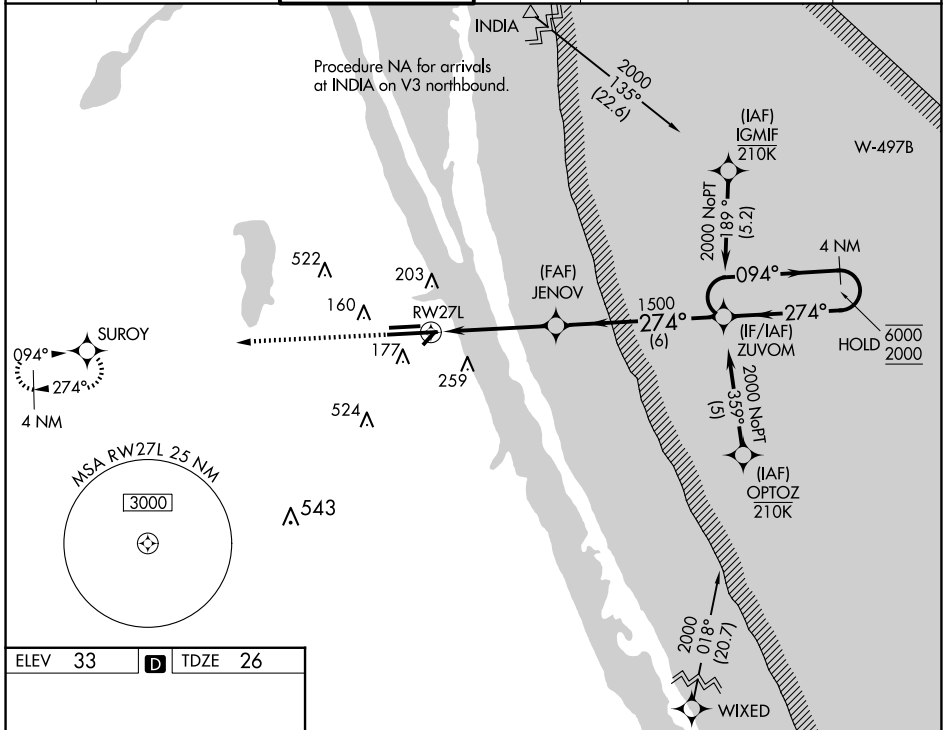 INDIA
Procedure NA for arrivals
at INDIA on V3 northbound.
2000
135°
(22.6)
(IAF)
IGMIF
210K
W-497B
2000 NoPT
189°
(5.2)
4 NM
094°
274°
HOLD
6000
2000
(IF/IAF)
ZUVOM
(FAF)
JENOV
1500
274°
(6)
522
203
160
RW27L
177
259
524
543
SUROY
094°
274°
4 NM
2000 NoPT
359°
(5)
(IAF)
OPTOZ
210K
MSA RW27L 25 NM
3000
2000
018°
(20.7)
WIXED
ELEV 33 D TDZE 26